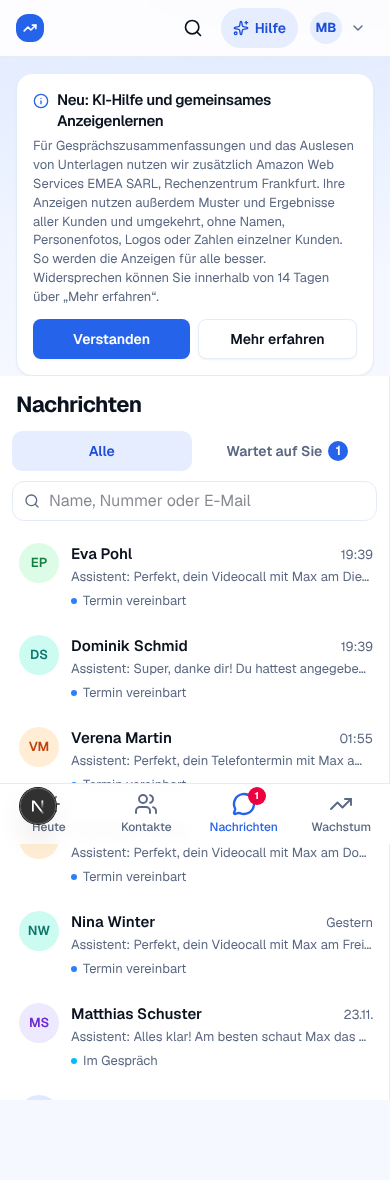 Hilfe
MB
Neu: KI-Hilfe und gemeinsames
Anzeigenlernen
Für Gesprächszusammenfassungen und das Auslesen
von Unterlagen nutzen wir zusätzlich Amazon Web
Services EMEA SARL, Rechenzentrum Frankfurt. Ihre
Anzeigen nutzen außerdem Muster und Ergebnisse
aller Kunden und umgekehrt, ohne Namen,
Personenfotos, Logos oder Zahlen einzelner Kunden.
So werden die Anzeigen für alle besser.
Widersprechen können Sie innerhalb von 14 Tagen
über „Mehr erfahren“.
Verstanden
Mehr erfahren
Nachrichten
Alle
Wartet auf Sie 1
Name, Nummer oder E-Mail
EP
Eva Pohl
19:39
Assistent: Perfekt, dein Videocall mit Max am Die…
Termin vereinbart
DS
Dominik Schmid
19:39
Assistent: Super, danke dir! Du hattest angegebe…
Termin vereinbart
VM
Verena Martin
01:55
Assistent: Perfekt, dein Telefontermin mit Max a…
Termin vereinbart
N
1
Heute
Kontakte
Nachrichten
Wachstum
Assistent: Perfekt, dein Videocall mit Max am Do…
Termin vereinbart
NW
Nina Winter
Gestern
Assistent: Perfekt, dein Videocall mit Max am Frei…
Termin vereinbart
MS
Matthias Schuster
23.11.
Assistent: Alles klar! Am besten schaut Max das …
Im Gespräch